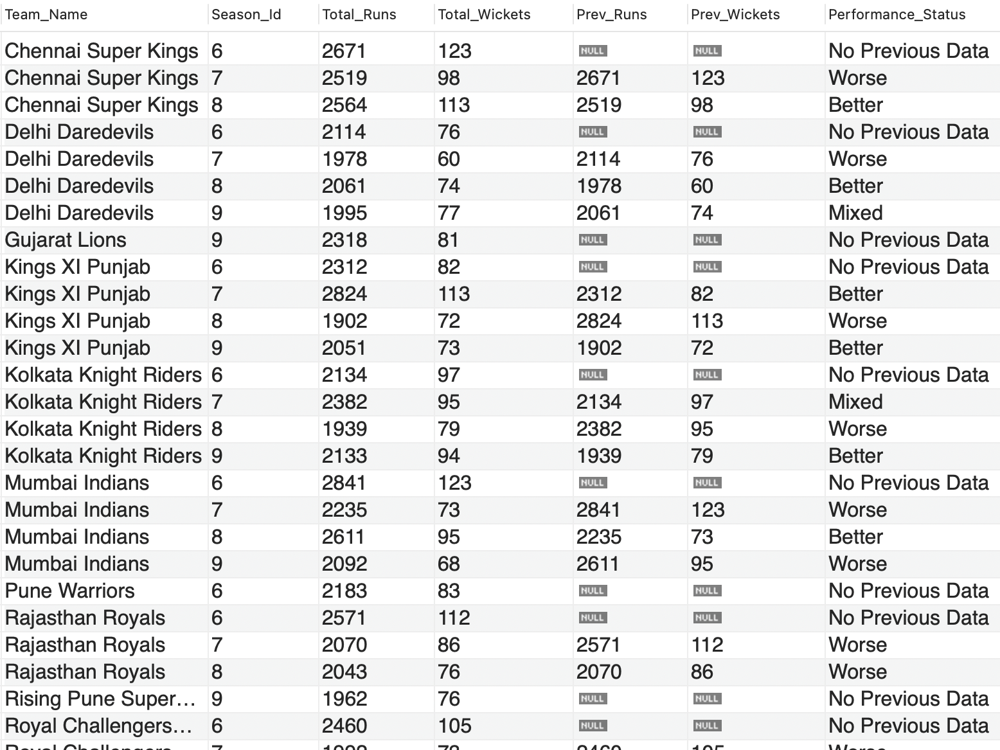 Team_Name Season_Id Total_Runs Total_Wickets Prev_Runs Prev_Wickets Performance_Status
Chennai Super Kings 6 2671 123 NULL NULL No Previous Data
Chennai Super Kings 7 2519 98 2671 123 Worse
Chennai Super Kings 8 2564 113 2519 98 Better
Delhi Daredevils 6 2114 76 NULL NULL No Previous Data
Delhi Daredevils 7 1978 60 2114 76 Worse
Delhi Daredevils 8 2061 74 1978 60 Better
Delhi Daredevils 9 1995 77 2061 74 Mixed
Gujarat Lions 9 2318 81 NULL NULL No Previous Data
Kings XI Punjab 6 2312 82 NULL NULL No Previous Data
Kings XI Punjab 7 2824 113 2312 82 Better
Kings XI Punjab 8 1902 72 2824 113 Worse
Kings XI Punjab 9 2051 73 1902 72 Better
Kolkata Knight Riders 6 2134 97 NULL NULL No Previous Data
Kolkata Knight Riders 7 2382 95 2134 97 Mixed
Kolkata Knight Riders 8 1939 79 2382 95 Worse
Kolkata Knight Riders 9 2133 94 1939 79 Better
Mumbai Indians 6 2841 123 NULL NULL No Previous Data
Mumbai Indians 7 2235 73 2841 123 Worse
Mumbai Indians 8 2611 95 2235 73 Better
Mumbai Indians 9 2092 68 2611 95 Worse
Pune Warriors 6 2183 83 NULL NULL No Previous Data
Rajasthan Royals 6 2571 112 NULL NULL No Previous Data
Rajasthan Royals 7 2070 86 2571 112 Worse
Rajasthan Royals 8 2043 76 2070 86 Worse
Rising Pune Super... 9 1962 76 NULL NULL No Previous Data
Royal Challengers... 6 2460 105 NULL NULL No Previous Data